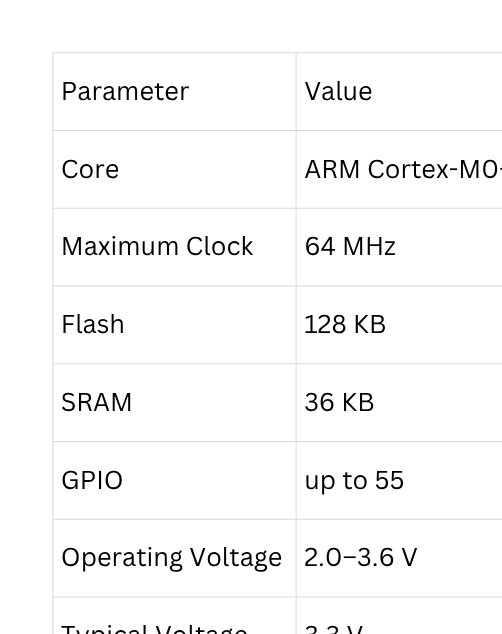 Parameter Value
Core ARM Cortex-M0
Maximum Clock 64 MHz
Flash 128 KB
SRAM 36 KB
GPIO up to 55
Operating Voltage 2.0–3.6 V
Typical Voltage 3.3 V